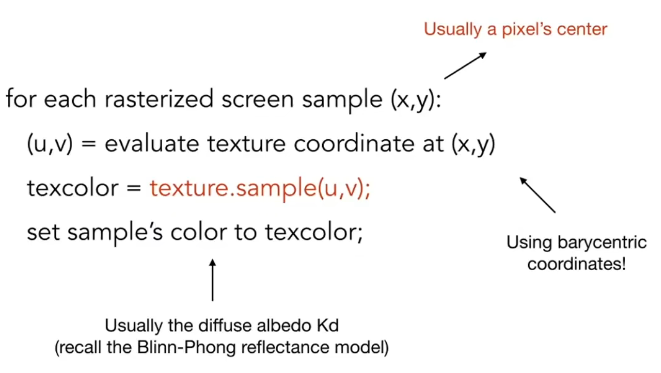 Usually a pixel's center
for each rasterized screen sample (x,y):
(u,v) = evaluate texture coordinate at (x,y)
texcolor = texture.sample(u,v);
set sample's color to texcolor;
Using barycentric
coordinates!
Usually the diffuse albedo Kd
(recall the Blinn-Phong reflectance model)